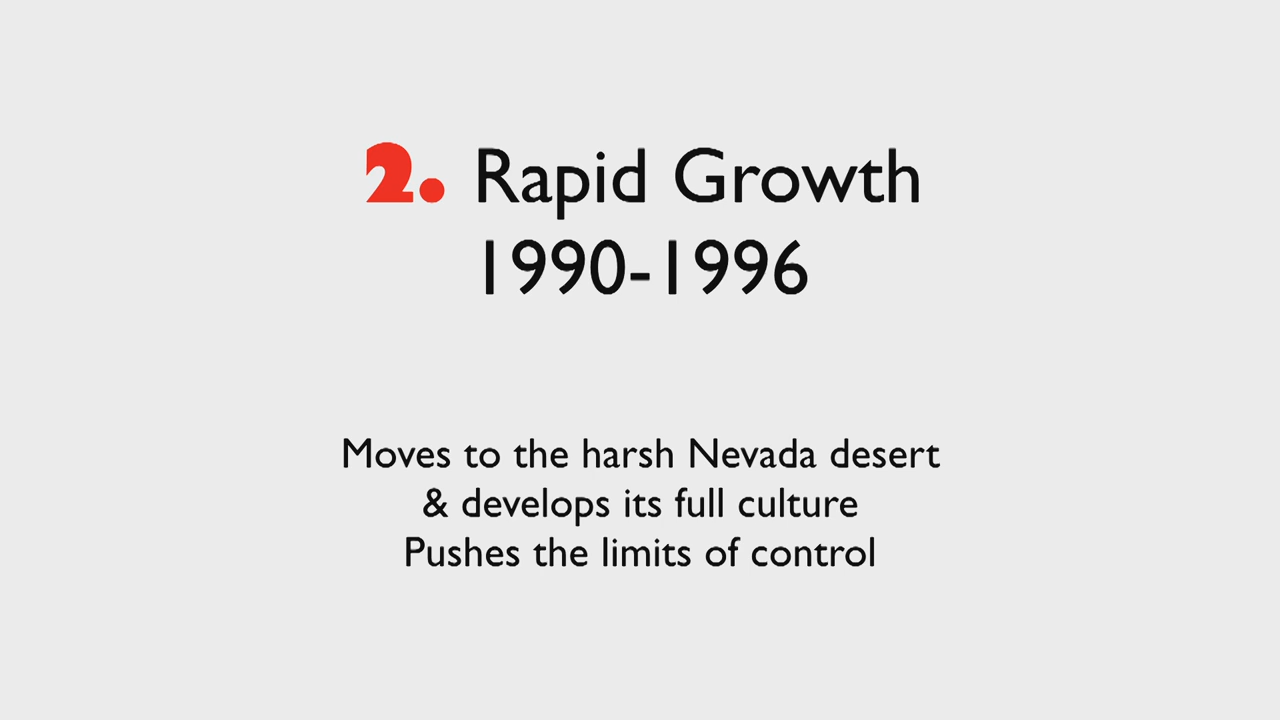 2. Rapid Growth
1990-1996
Moves to the harsh Nevada desert
& develops its full culture
Pushes the limits of control